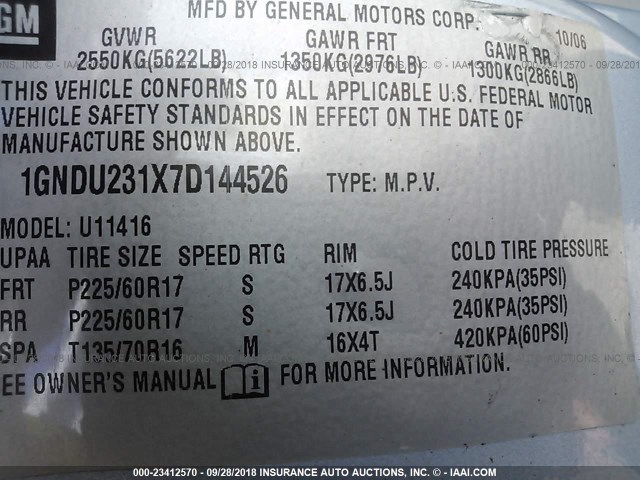 GM
MFD BY GENERAL MOTORS CORP.
10/06
GVWR GAWR FRT GAWR RR
2550KG(5622LB) 1350KG(2976LB) 1300KG(2866LB)
THIS VEHICLE CONFORMS TO ALL APPLICABLE U.S. FEDERAL MOTOR
VEHICLE SAFETY STANDARDS IN EFFECT ON THE DATE OF
MANUFACTURE SHOWN ABOVE.
1GNDU231X7D144526 TYPE: M.P.V.
MODEL: U11416
UPAA TIRE SIZE SPEED RTG RIM COLD TIRE PRESSURE
FRT P225/60R17 S 17X6.5J 240KPA(35PSI)
RR P225/60R17 S 17X6.5J 240KPA(35PSI)
SPA T135/70R16 M 16X4T 420KPA(60PSI)
EE OWNER'S MANUAL i FOR MORE INFORMATION.
000-23412570 - 09/28/2018 INSURANCE AUTO AUCTIONS, INC. - IAAI.COM